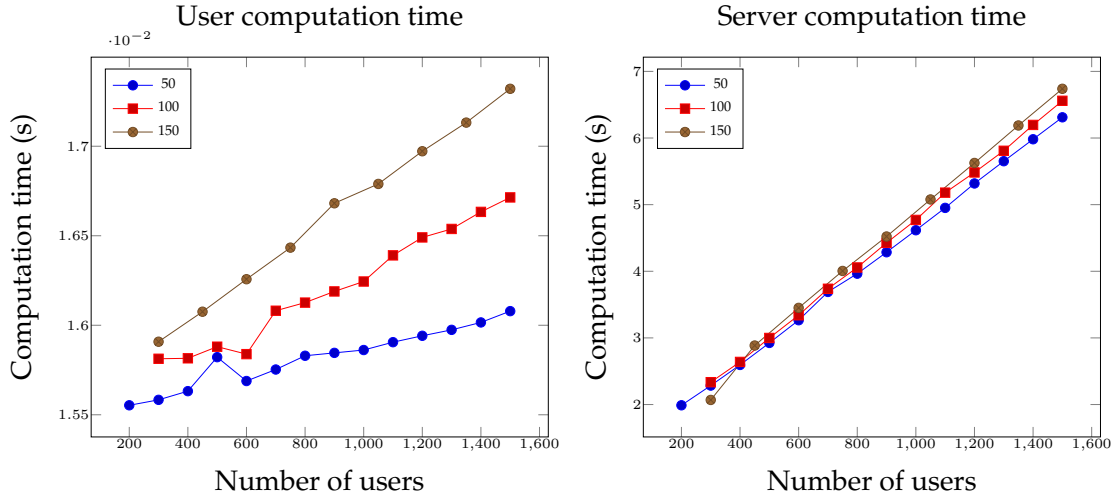 User computation time
·10−2
Computation time (s)
1.7
1.65
1.6
1.55
50
100
150
200 400 600 800 1,000 1,200 1,400 1,600
Number of users
Server computation time
Computation time (s)
7
6
5
4
3
2
50
100
150
200 400 600 800 1,000 1,200 1,400 1,600
Number of users